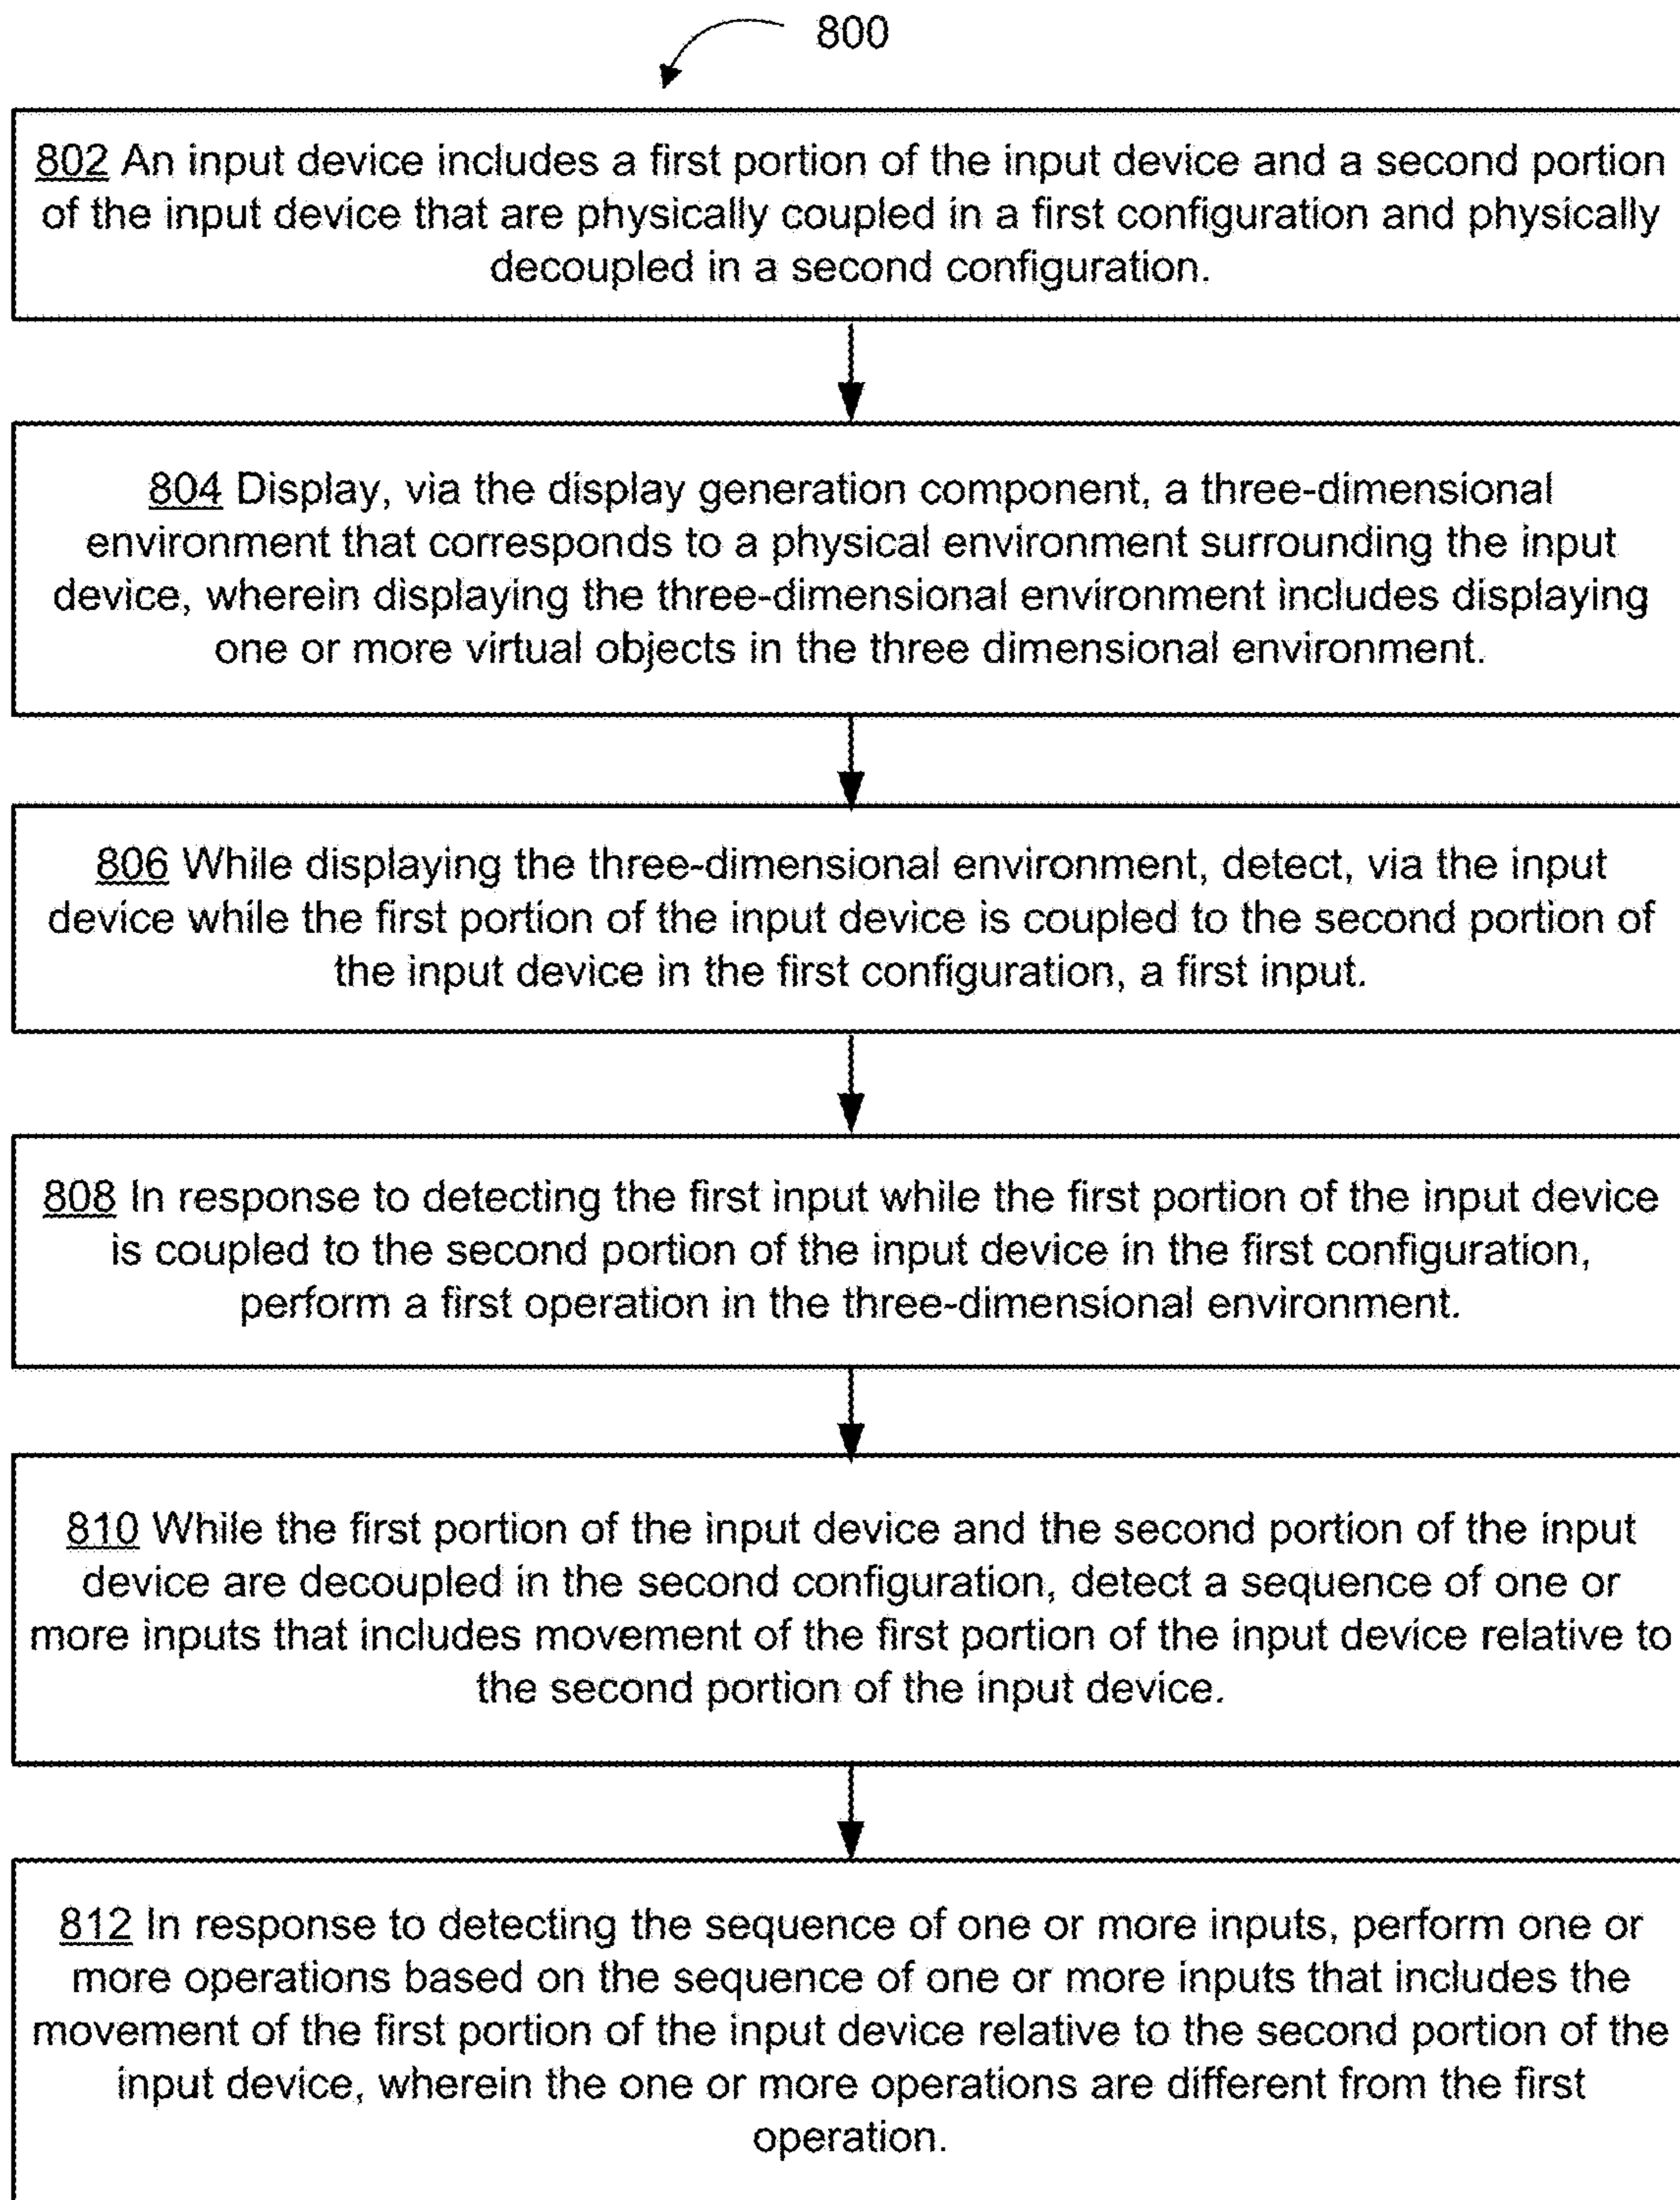 800
802 An input device includes a first portion of the input device and a second portion
of the input device that are physically coupled in a first configuration and physically
decoupled in a second configuration.
804 Display, via the display generation component, a three-dimensional
environment that corresponds to a physical environment surrounding the input
device, wherein displaying the three-dimensional environment includes displaying
one or more virtual objects in the three dimensional environment.
806 While displaying the three-dimensional environment, detect, via the input
device while the first portion of the input device is coupled to the second portion of
the input device in the first configuration, a first input.
808 In response to detecting the first input while the first portion of the input device
is coupled to the second portion of the input device in the first configuration,
perform a first operation in the three-dimensional environment.
810 While the first portion of the input device and the second portion of the input
device are decoupled in the second configuration, detect a sequence of one or
more inputs that includes movement of the first portion of the input device relative to
the second portion of the input device.
812 In response to detecting the sequence of one or more inputs, perform one or
more operations based on the sequence of one or more inputs that includes the
movement of the first portion of the input device relative to the second portion of the
input device, wherein the one or more operations are different from the first
operation.